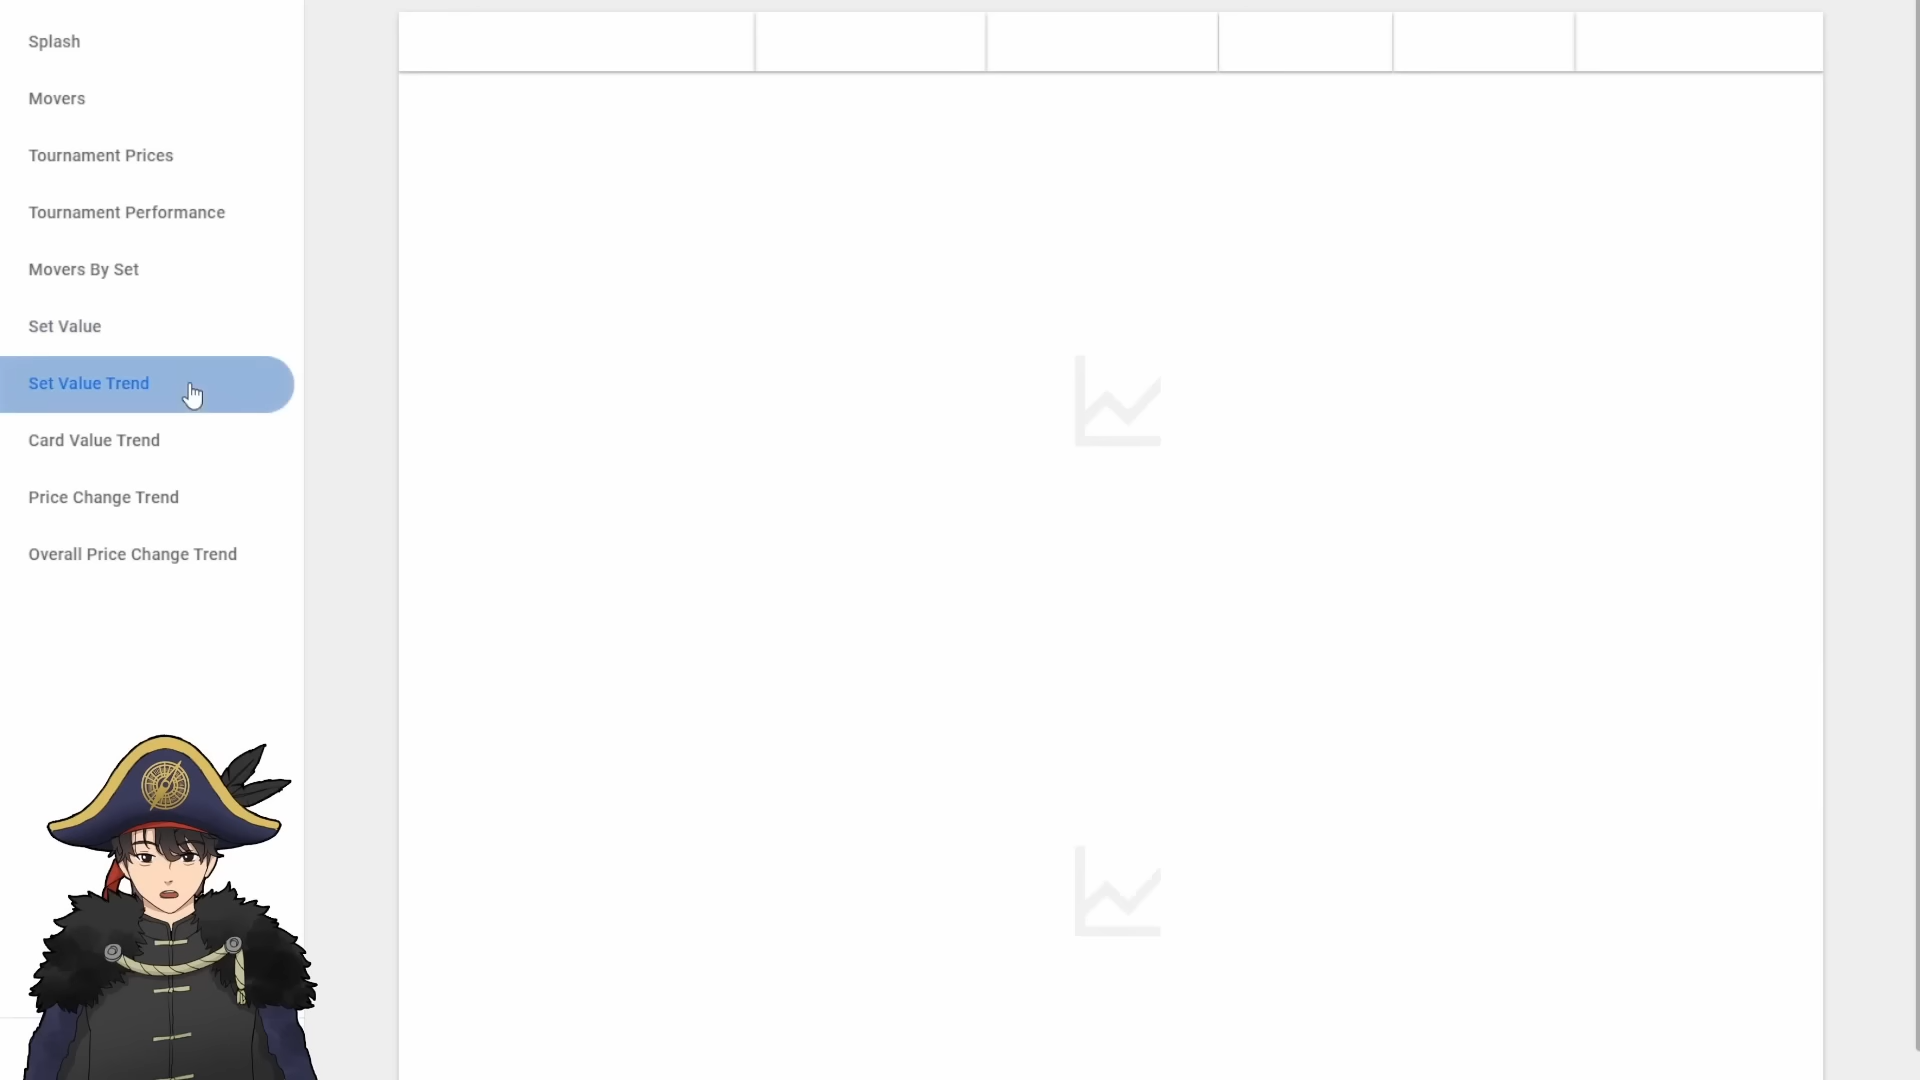 Splash
Movers
Tournament Prices
Tournament Performance
Movers By Set
Set Value
Set Value Trend
Card Value Trend
Price Change Trend
Overall Price Change Trend